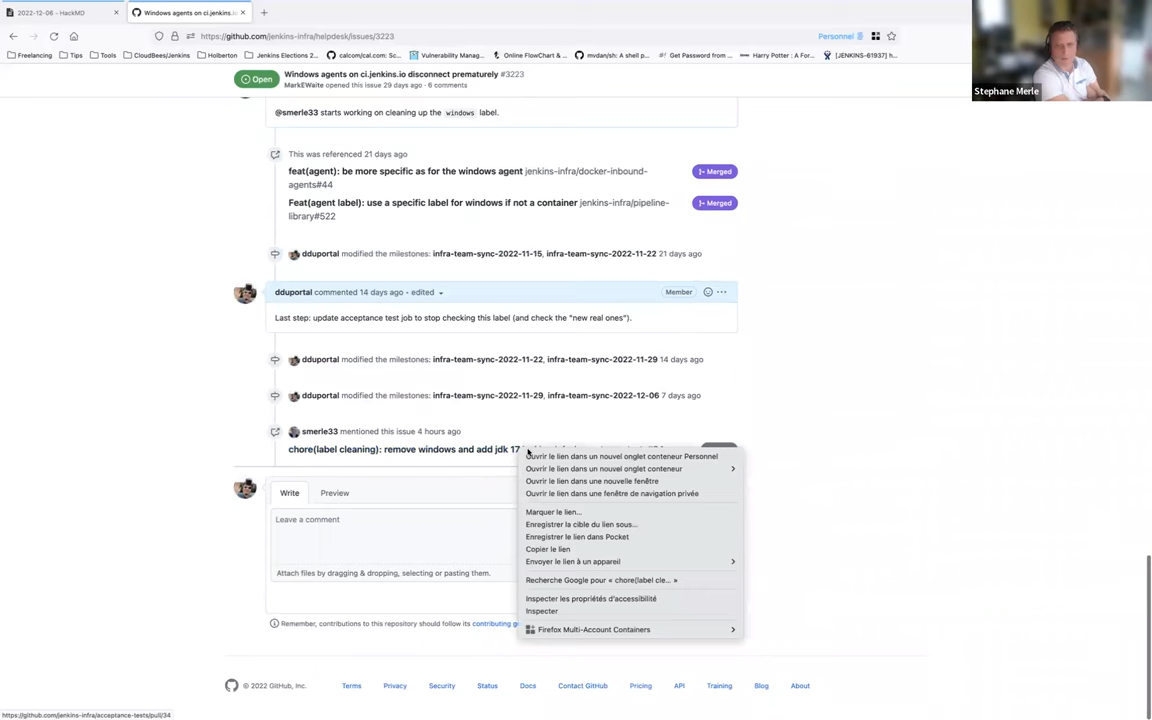 2022-12-06 - HackMD
Windows agents on ci.jenkins.io
https://github.com/jenkins-infra/helpdesk/issues/3223
Personnel
Freelancing
Tips
Tools
CloudBees/Jenkins
Holberton
Jenkins Elections 2...
calcom/cal.com: Sc...
Vulnerability Manag...
Online FlowChart & ...
mvdan/sh: A shell p...
Get Password from ...
Harry Potter : A For...
[JENKINS-61937] h...
Open
Windows agents on ci.jenkins.io disconnect prematurely #3223
MarkEWaite opened this issue 29 days ago · 6 comments
@smerle33 starts working on cleaning up the windows label.
This was referenced 21 days ago
feat(agent): be more specific as for the windows agent jenkins-infra/docker-inbound-
agents#44
Merged
Feat(agent label): use a specific label for windows if not a container jenkins-infra/pipeline-
library#522
Merged
dduportal modified the milestones: infra-team-sync-2022-11-15, infra-team-sync-2022-11-22 21 days ago
dduportal commented 14 days ago · edited
Member
Last step: update acceptance test job to stop checking this label (and check the "new real ones").
dduportal modified the milestones: infra-team-sync-2022-11-22, infra-team-sync-2022-11-29 14 days ago
dduportal modified the milestones: infra-team-sync-2022-11-29, infra-team-sync-2022-12-06 7 days ago
smerle33 mentioned this issue 4 hours ago
chore(label cleaning): remove windows and add jdk 17
Ouvrir le lien dans un nouvel onglet conteneur Personnel
Ouvrir le lien dans un nouvel onglet conteneur
Ouvrir le lien dans une nouvelle fenêtre
Ouvrir le lien dans une fenêtre de navigation privée
Marquer le lien...
Enregistrer la cible du lien sous...
Enregistrer le lien dans Pocket
Copier le lien
Envoyer le lien à un appareil
Recherche Google pour « chore(label cle... »
Inspecter les propriétés d'accessibilité
Inspecter
Firefox Multi-Account Containers
Write
Preview
Leave a comment
Attach files by dragging & dropping, selecting or pasting them.
Remember, contributions to this repository should follow its contributing
© 2022 GitHub, Inc.
Terms
Privacy
Security
Status
Docs
Contact GitHub
Pricing
API
Training
Blog
About
https://github.com/jenkins-infra/acceptance-tests/pull/34
Stephane Merle